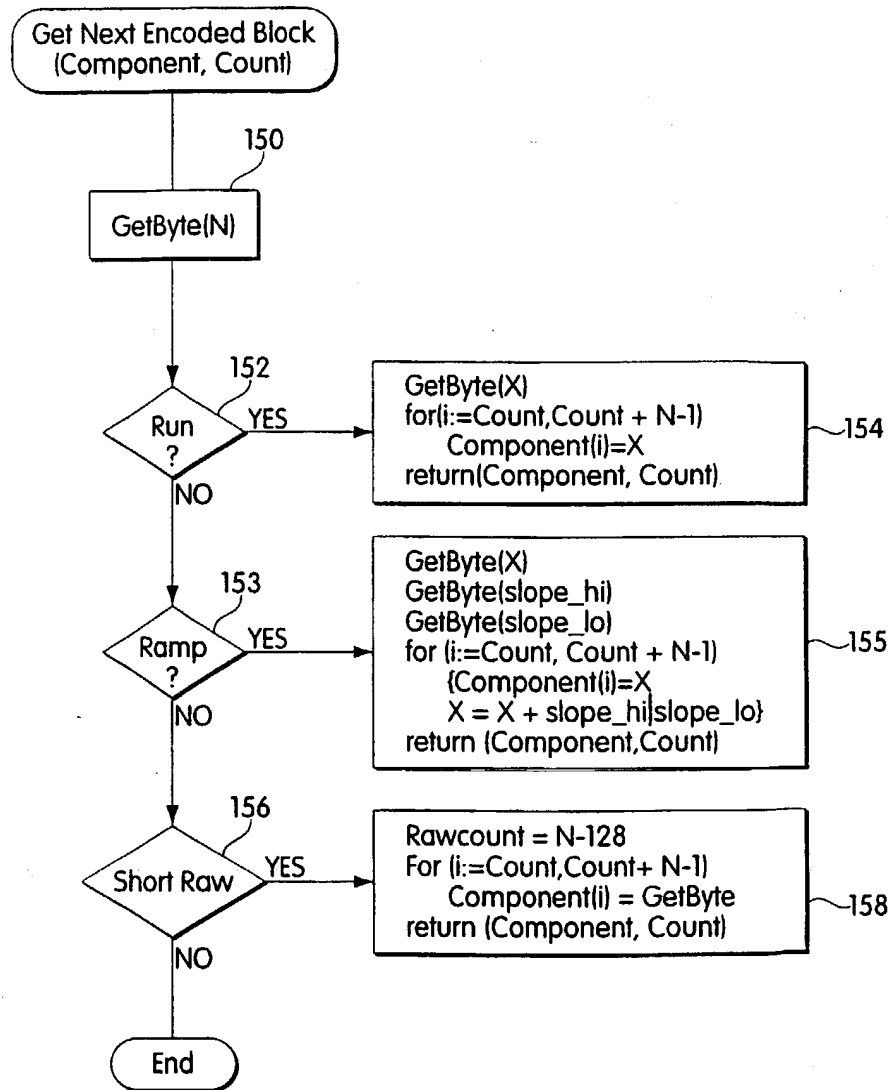 Get Next Encoded Block
(Component, Count)
150
GetByte(N)
152
Run
?
YES
NO
GetByte(X)
for(i:=Count,Count + N-1)
Component(i)=X
return(Component, Count)
154
153
Ramp
?
YES
NO
GetByte(X)
GetByte(slope_hi)
GetByte(slope_lo)
for (i:=Count, Count + N-1)
{Component(i)=X
X = X + slope_hi|slope_lo}
return (Component,Count)
155
156
Short Raw
YES
NO
Rawcount = N-128
For (i:=Count,Count+ N-1)
Component(i) = GetByte
return (Component, Count)
158
End